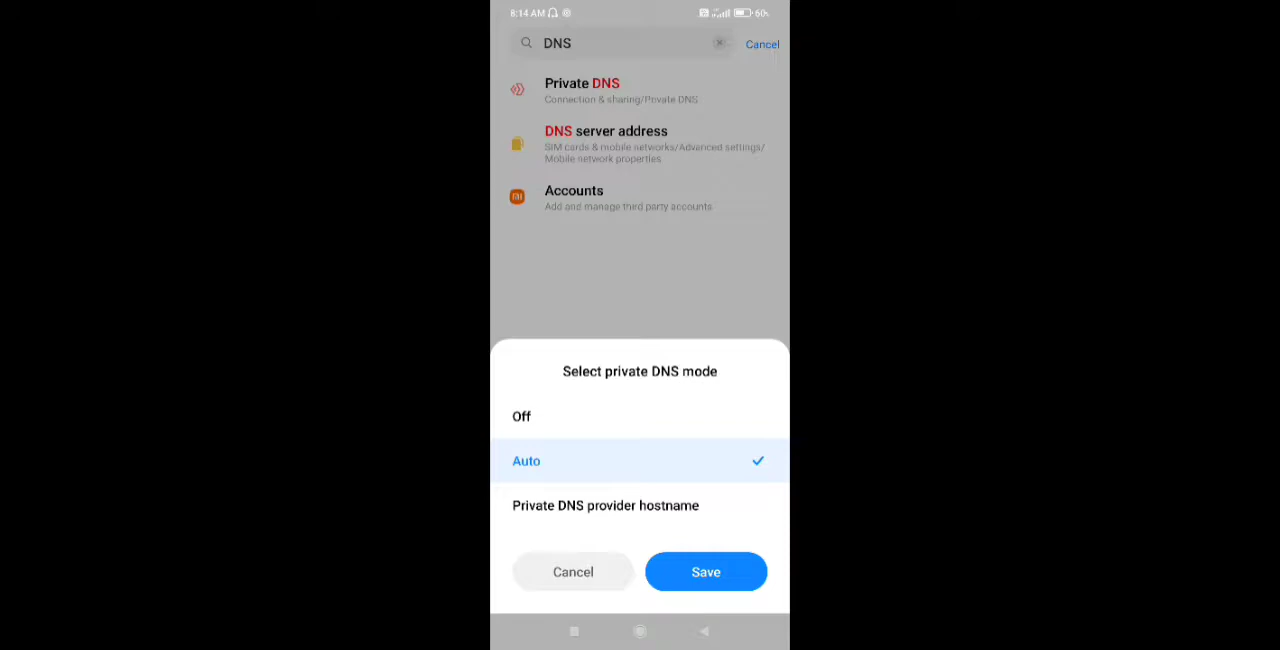 8:14 AM
60%
DNS
Cancel
Private DNS
Connection & sharing/Private DNS
DNS server address
SIM cards & mobile networks/Advanced settings/
Mobile network properties
Accounts
Add and manage third party accounts
Select private DNS mode
Off
Auto
Private DNS provider hostname
Cancel
Save